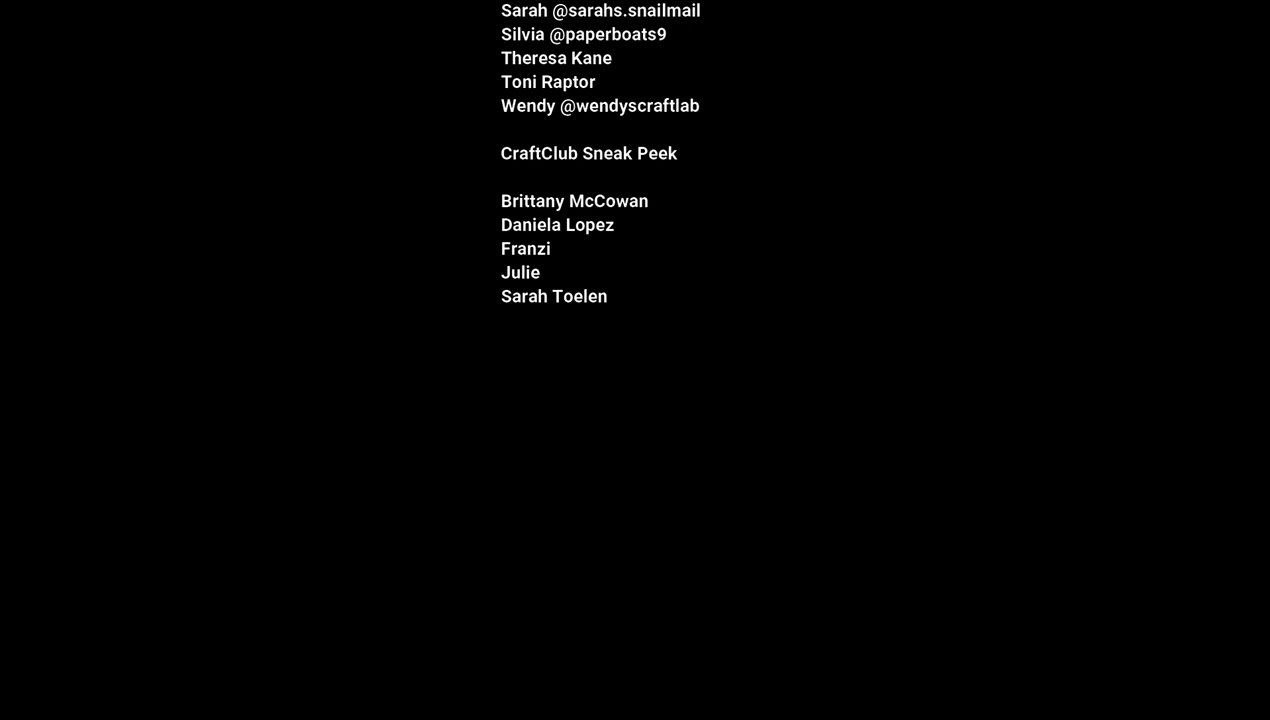 Sarah @sarahs.snailmail
Silvia @paperboats9
Theresa Kane
Toni Raptor
Wendy @wendyscraftlab
CraftClub Sneak Peek
Brittany McCowan
Daniela Lopez
Franzi
Julie
Sarah Toelen